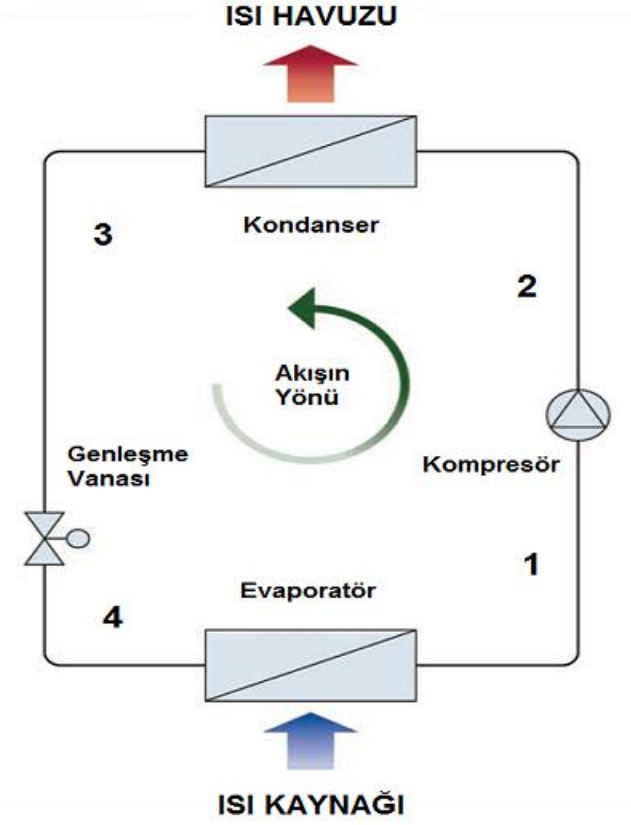 ISI HAVUZU
Kondanser
3
2
Akışın
Yönü
Genleşme
Vanası
Kompresör
1
Evaporatör
4
ISI KAYNAĞI